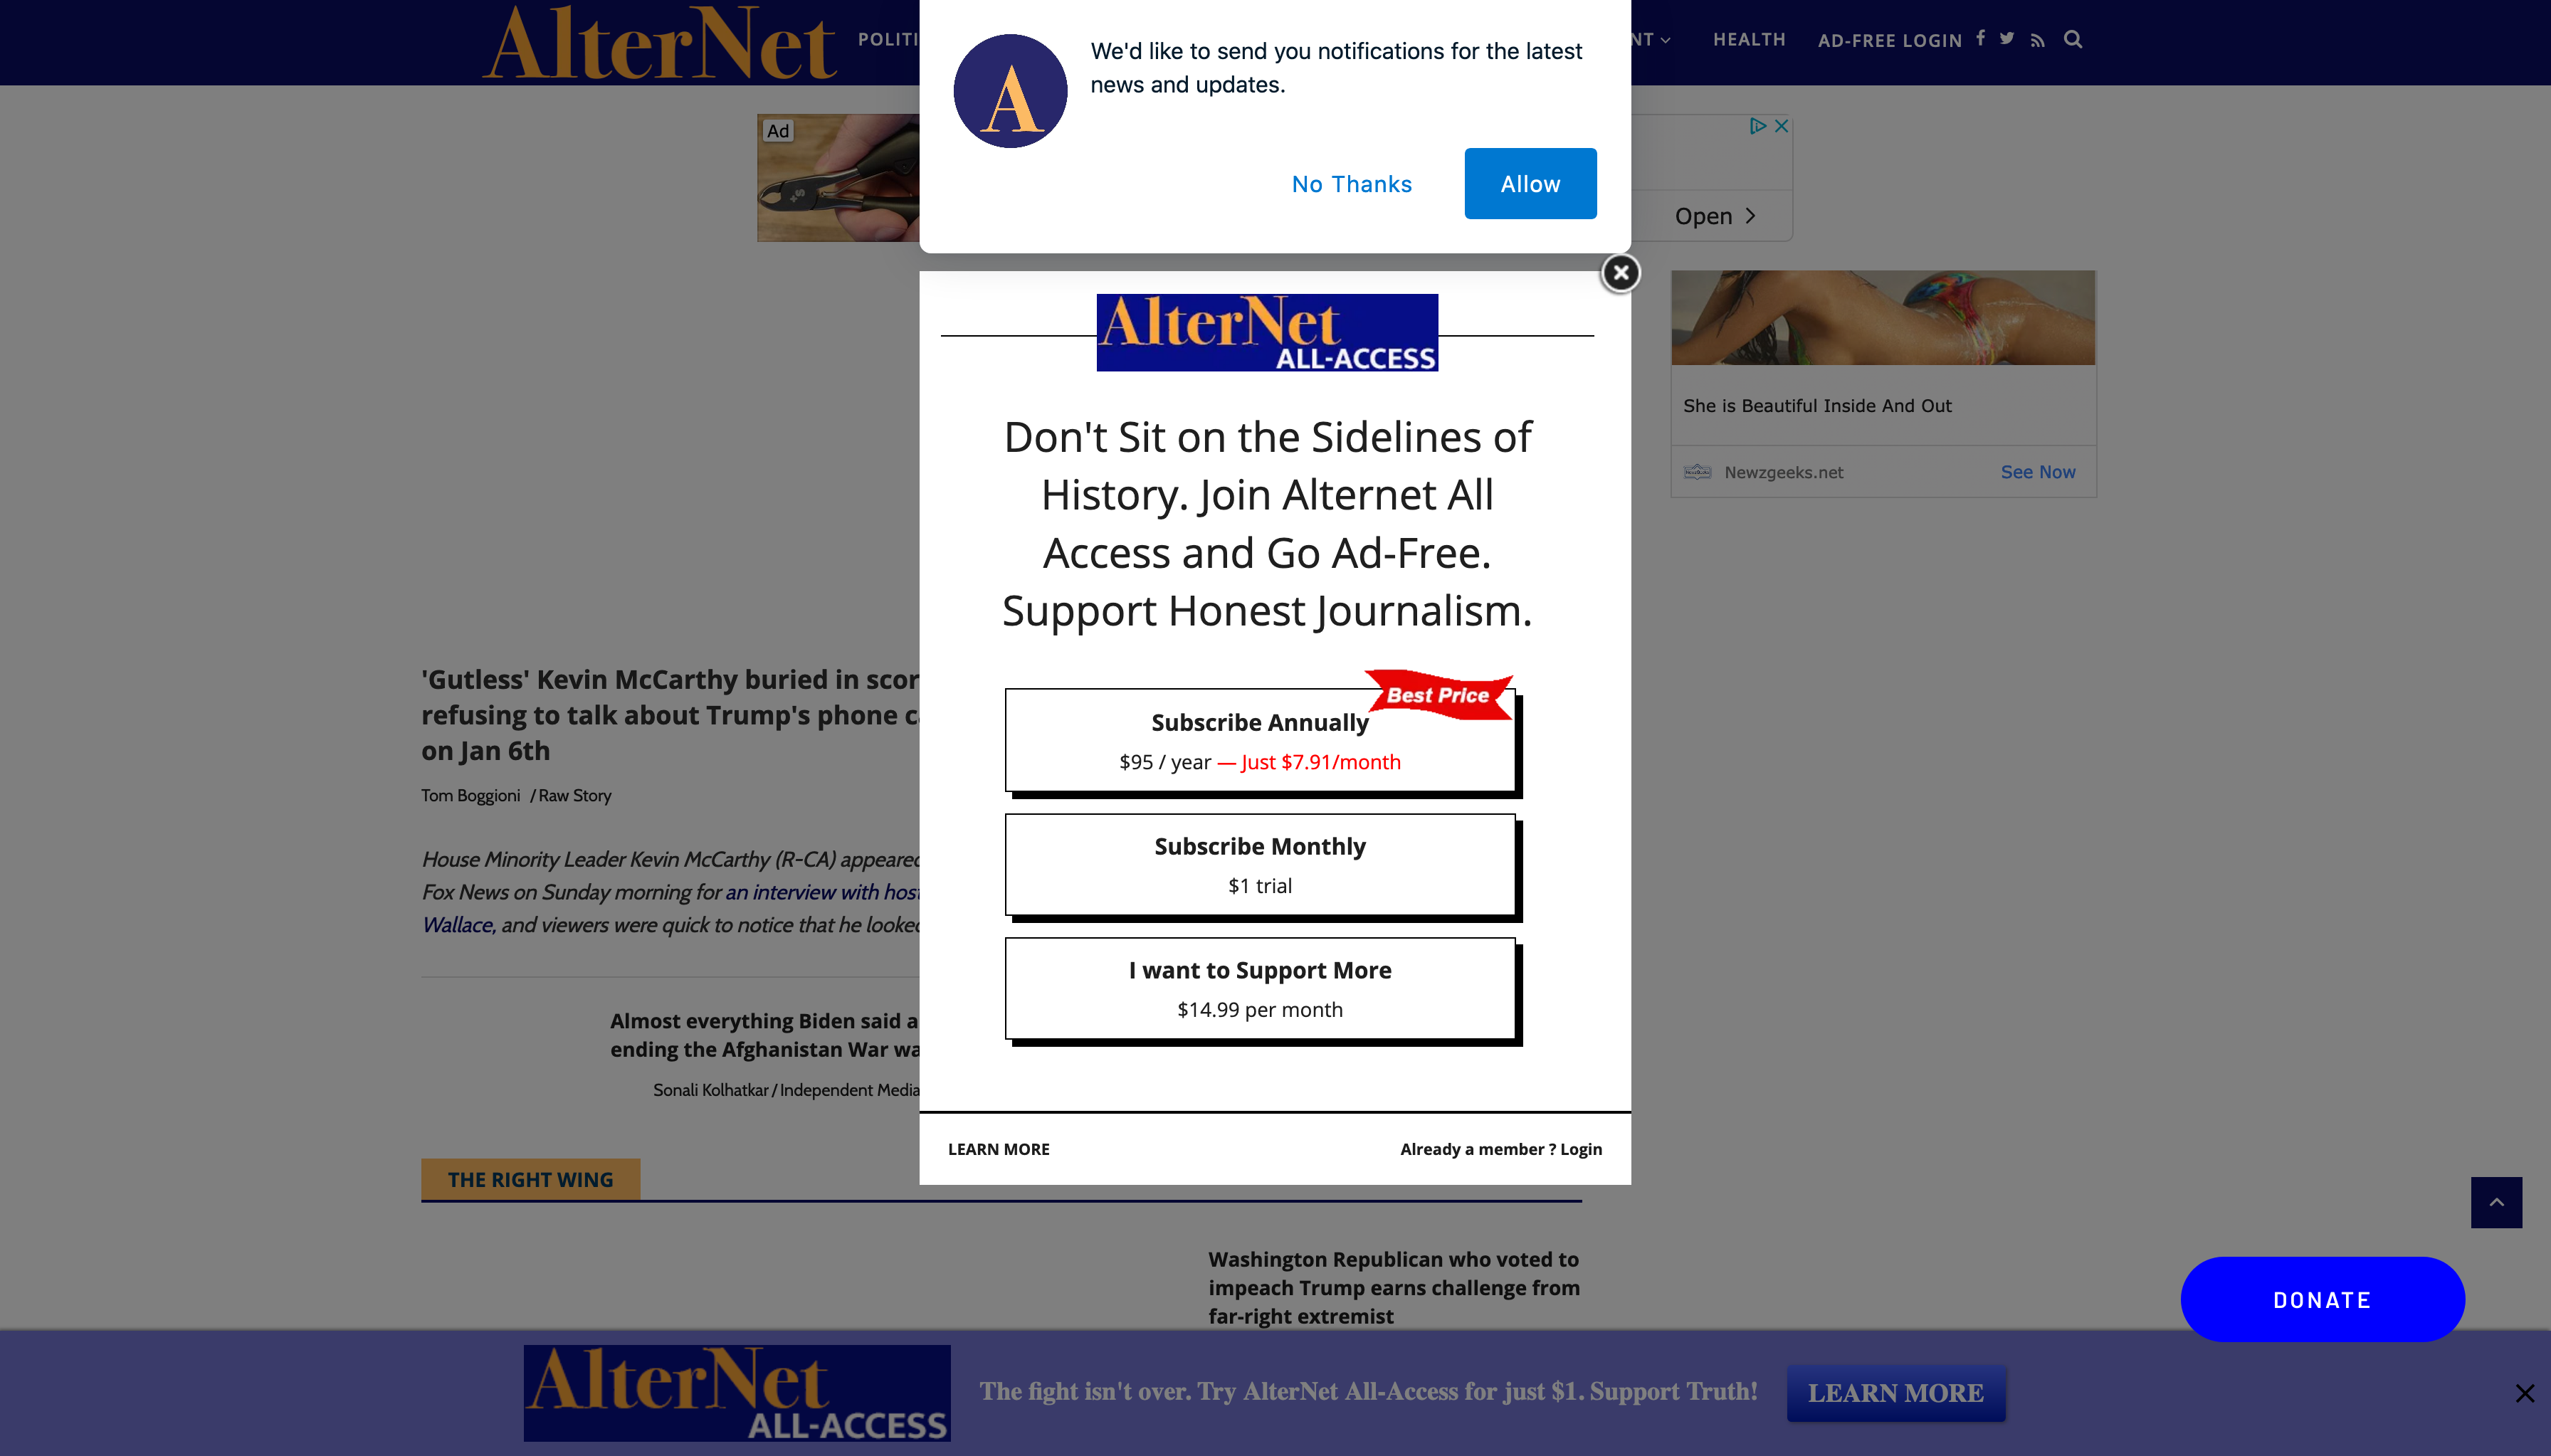 AlterNet
POLITI
NT
HEALTH
AD-FREE LOGIN
We'd like to send you notifications for the latest
news and updates.
No Thanks
Allow
A
Ad
Open
AlterNet
ALL-ACCESS
Don't Sit on the Sidelines of
History. Join Alternet All
Access and Go Ad-Free.
Support Honest Journalism.
Best Price
Subscribe Annually
$95 / year — Just $7.91/month
Subscribe Monthly
$1 trial
I want to Support More
$14.99 per month
LEARN MORE
Already a member ? Login
She is Beautiful Inside And Out
Newzgeeks.net
See Now
'Gutless' Kevin McCarthy buried in scor
refusing to talk about Trump's phone c
on Jan 6th
Tom Boggioni / Raw Story
House Minority Leader Kevin McCarthy (R-CA) appeared
Fox News on Sunday morning for an interview with host
Wallace, and viewers were quick to notice that he looked
Almost everything Biden said a
ending the Afghanistan War wa
Sonali Kolhatkar / Independent Media
THE RIGHT WING
Washington Republican who voted to
impeach Trump earns challenge from
far-right extremist
DONATE
AlterNet
ALL-ACCESS
The fight isn't over. Try AlterNet All-Access for just $1. Support Truth!
LEARN MORE